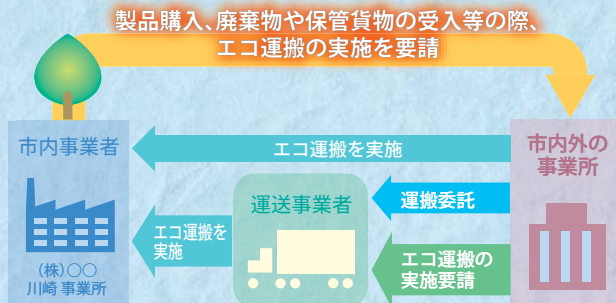 製品購入、廃棄物や保管貨物の受入等の際、
エコ運搬の実施を要請
市内事業者
エコ運搬を実施
市内外の
事業所
運送事業者
運搬委託
エコ運搬を
実施
エコ運搬の
実施要請
(株)〇〇
川崎 事業所